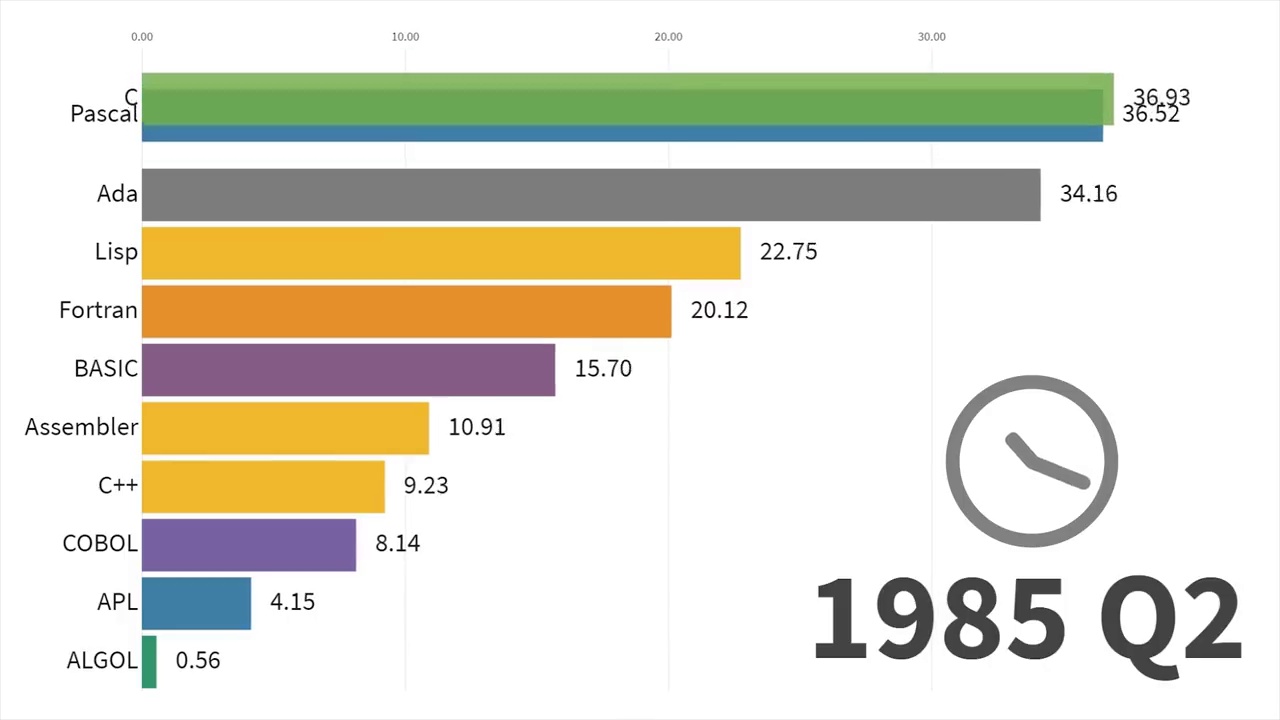 0.00 10.00 20.00 30.00
C 36.93
Pascal 36.52
Ada 34.16
Lisp 22.75
Fortran 20.12
BASIC 15.70
Assembler 10.91
C++ 9.23
COBOL 8.14
APL 4.15
ALGOL 0.56
1985 Q2